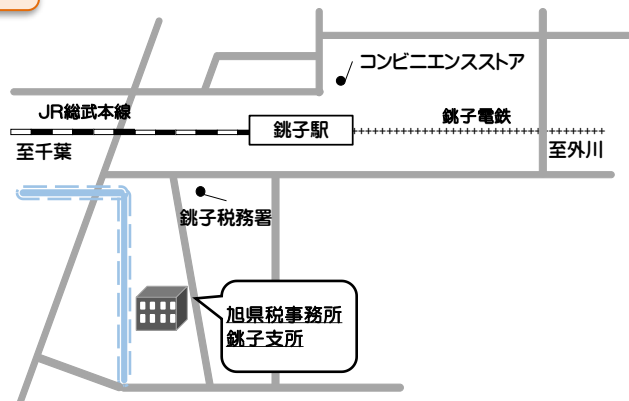 コンビニエンスストア
JR総武本線
銚子駅
銚子電鉄
至千葉
至外川
銚子税務署
旭県税事務所
銚子支所